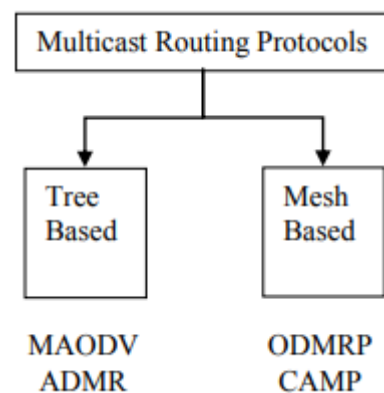 Multicast Routing Protocols
Tree
Based
Mesh
Based
MAODV
ADMR
ODMRP
CAMP